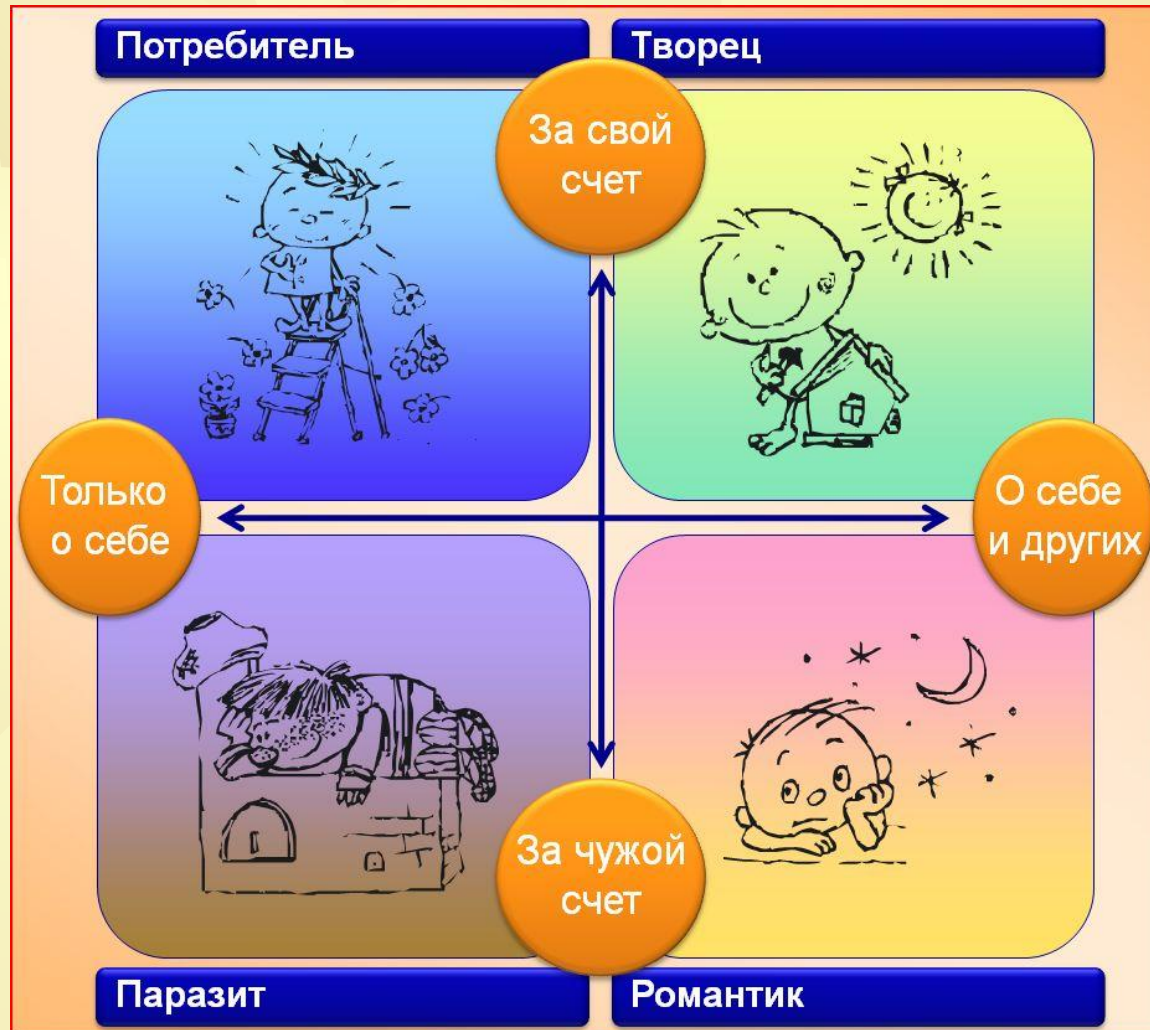 Потребитель
Творец
За свой
счет
Только
о себе
О себе
и других
За чужой
счет
Паразит
Романтик